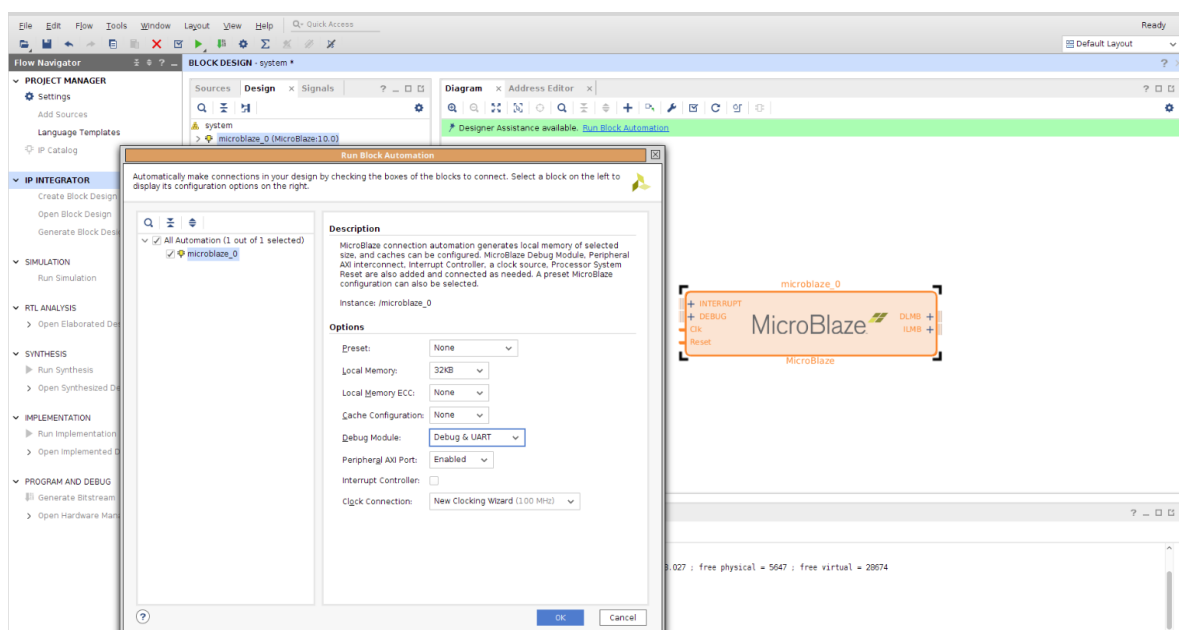 File Edit Flow Tools Window Layout View Help Quick Access Ready
Default Layout
Flow Navigator
PROJECT MANAGER
Settings
Add Sources
Language Templates
IP Catalog
IP INTEGRATOR
Create Block Design
Open Block Design
Generate Block Desi
SIMULATION
Run Simulation
RTL ANALYSIS
Open Elaborated De
SYNTHESIS
Run Synthesis
Open Synthesized De
IMPLEMENTATION
Run Implementation
Open Implemented D
PROGRAM AND DEBUG
Generate Bitstream
Open Hardware Man
BLOCK DESIGN - system *
Sources Design × Signals
system
microblaze_0 (MicroBlaze:10.0)
Diagram × Address Editor ×
Designer Assistance available. Run Block Automation
Run Block Automation
Automatically make connections in your design by checking the boxes of the blocks to connect. Select a block on the left to
display its configuration options on the right.
All Automation (1 out of 1 selected)
microblaze_0
Description
MicroBlaze connection automation generates local memory of selected
size, and caches can be configured. MicroBlaze Debug Module, Peripheral
AXI interconnect, Interrupt Controller, a clock source, Processor System
Reset are also added and connected as needed. A preset MicroBlaze
configuration can also be selected.
Instance: /microblaze_0
Options
Preset: None
Local Memory: 32KB
Local Memory ECC: None
Cache Configuration: None
Debug Module: Debug & UART
Peripheral AXI Port: Enabled
Interrupt Controller:
Clock Connection: New Clocking Wizard (100 MHz)
OK Cancel
microblaze_0
INTERRUPT
DEBUG
Clk
Reset
MicroBlaze
DLMB
ILMB
MicroBlaze
.027 ; free physical = 5647 ; free virtual = 28674